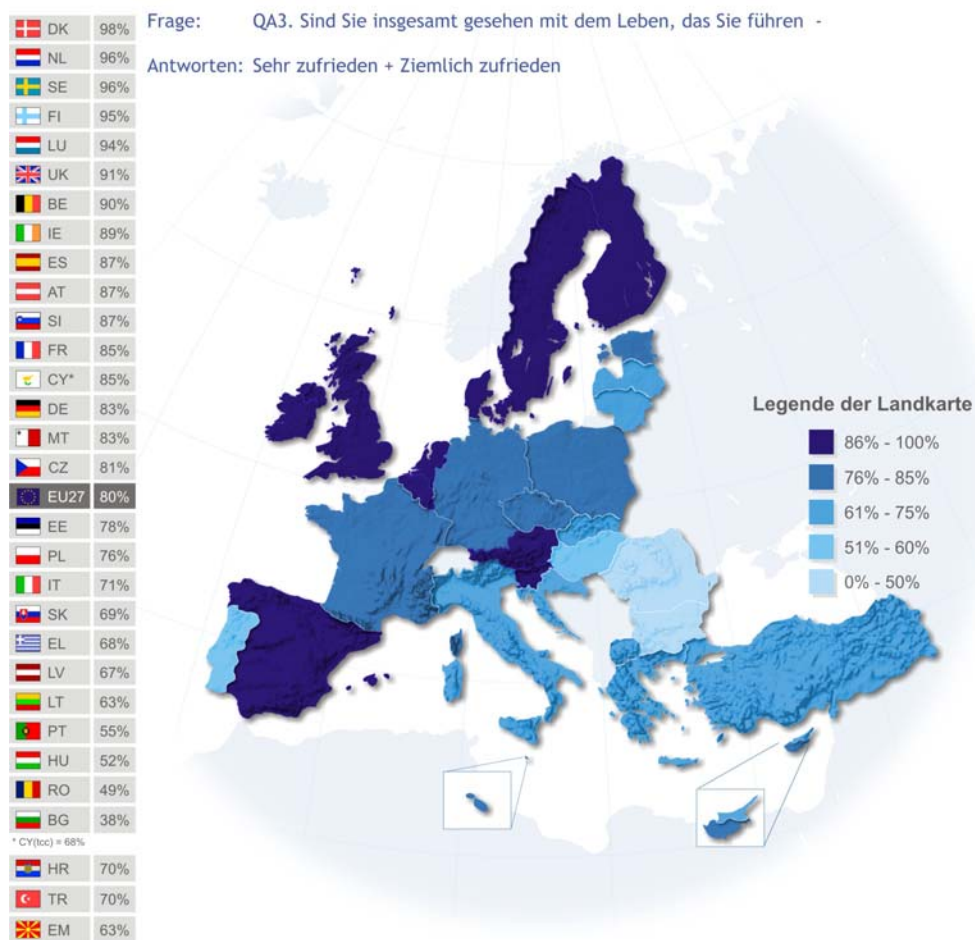 Frage: QA3. Sind Sie insgesamt gesehen mit dem Leben, das Sie führen -
Antworten: Sehr zufrieden + Ziemlich zufrieden
DK 98%
NL 96%
SE 96%
FI 95%
LU 94%
UK 91%
BE 90%
IE 89%
ES 87%
AT 87%
SI 87%
FR 85%
CY* 85%
DE 83%
MT 83%
CZ 81%
EU27 80%
EE 78%
PL 76%
IT 71%
SK 69%
EL 68%
LV 67%
LT 63%
PT 55%
HU 52%
RO 49%
BG 38%
* CY(tcc) = 68%
HR 70%
TR 70%
EM 63%
Legende der Landkarte
86% - 100%
76% - 85%
61% - 75%
51% - 60%
0% - 50%